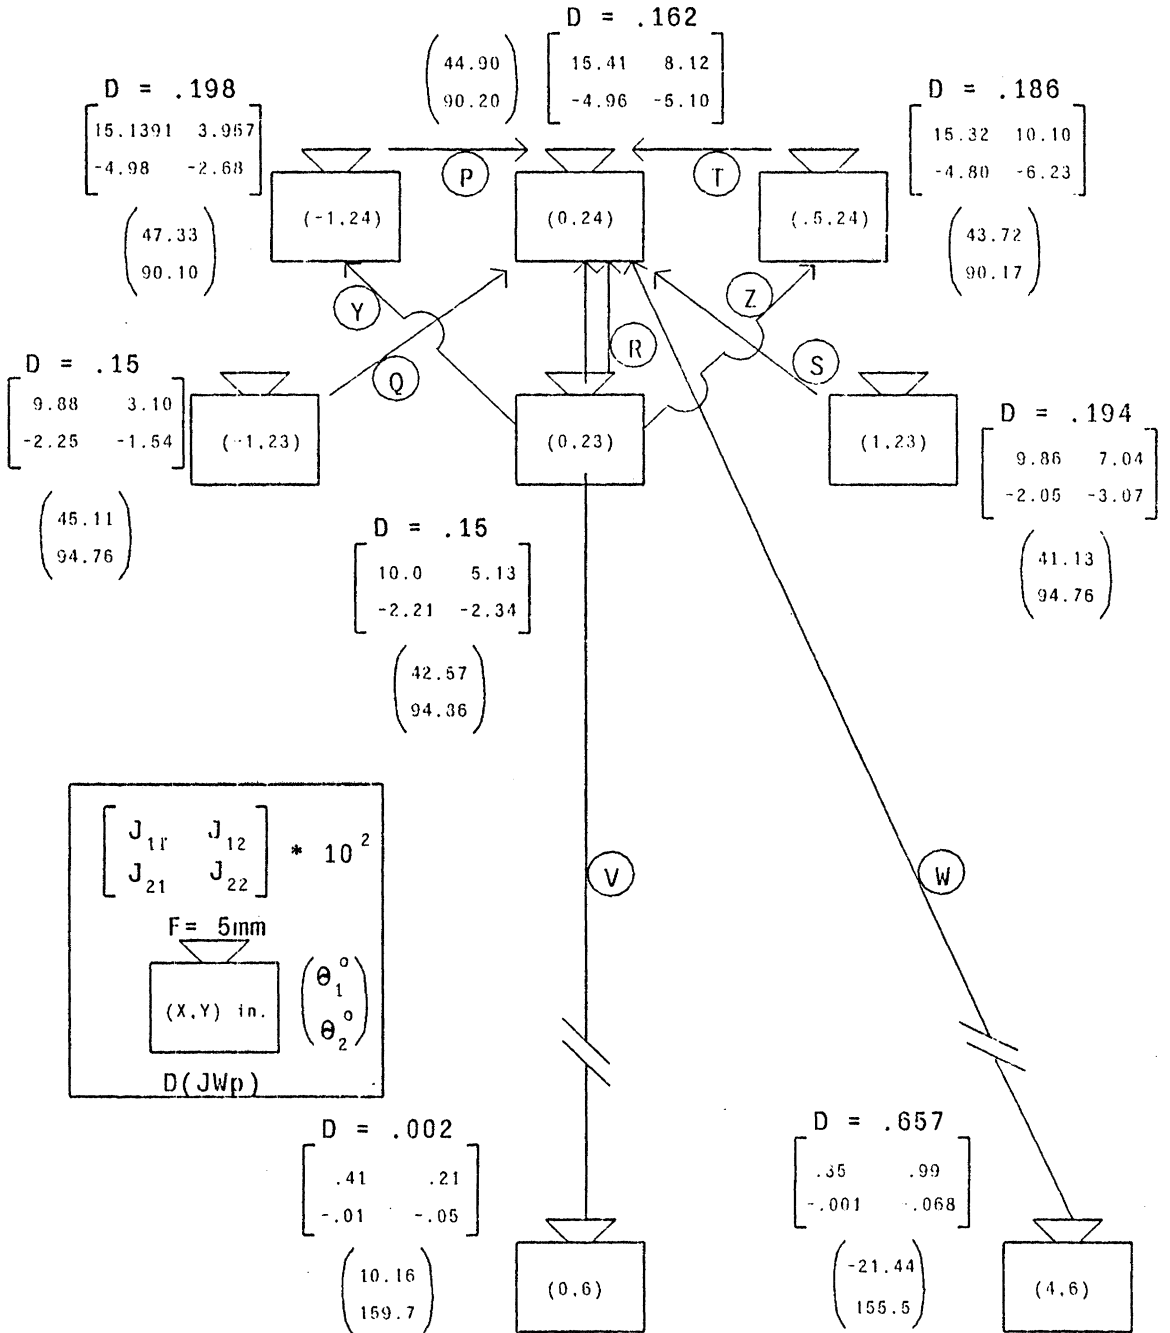 D = .162
44.90
90.20
15.41 8.12
-4.96 -5.10
D = .198
15.1391 3.967
-4.98 -2.68
47.33
90.10
D = .186
15.32 10.10
-4.80 -6.23
43.72
90.17
P
T
(-1,24)
(0,24)
(.5,24)
Y
Z
Q
R
S
D = .15
9.88 3.10
-2.25 -1.54
45.11
94.76
(-1,23)
(0,23)
(1,23)
D = .194
9.86 7.04
-2.05 -3.07
41.13
94.76
D = .15
10.0 5.13
-2.21 -2.34
42.57
94.86
V
W
J11 J12
J21 J22
* 10^2
F= 5mm
(X,Y) in.
Θ1°
Θ2°
D(JWp)
D = .002
.41 .21
-.01 -.05
10.16
159.7
(0,6)
D = .657
.35 .99
-.001 -.068
-21.44
155.5
(4,6)